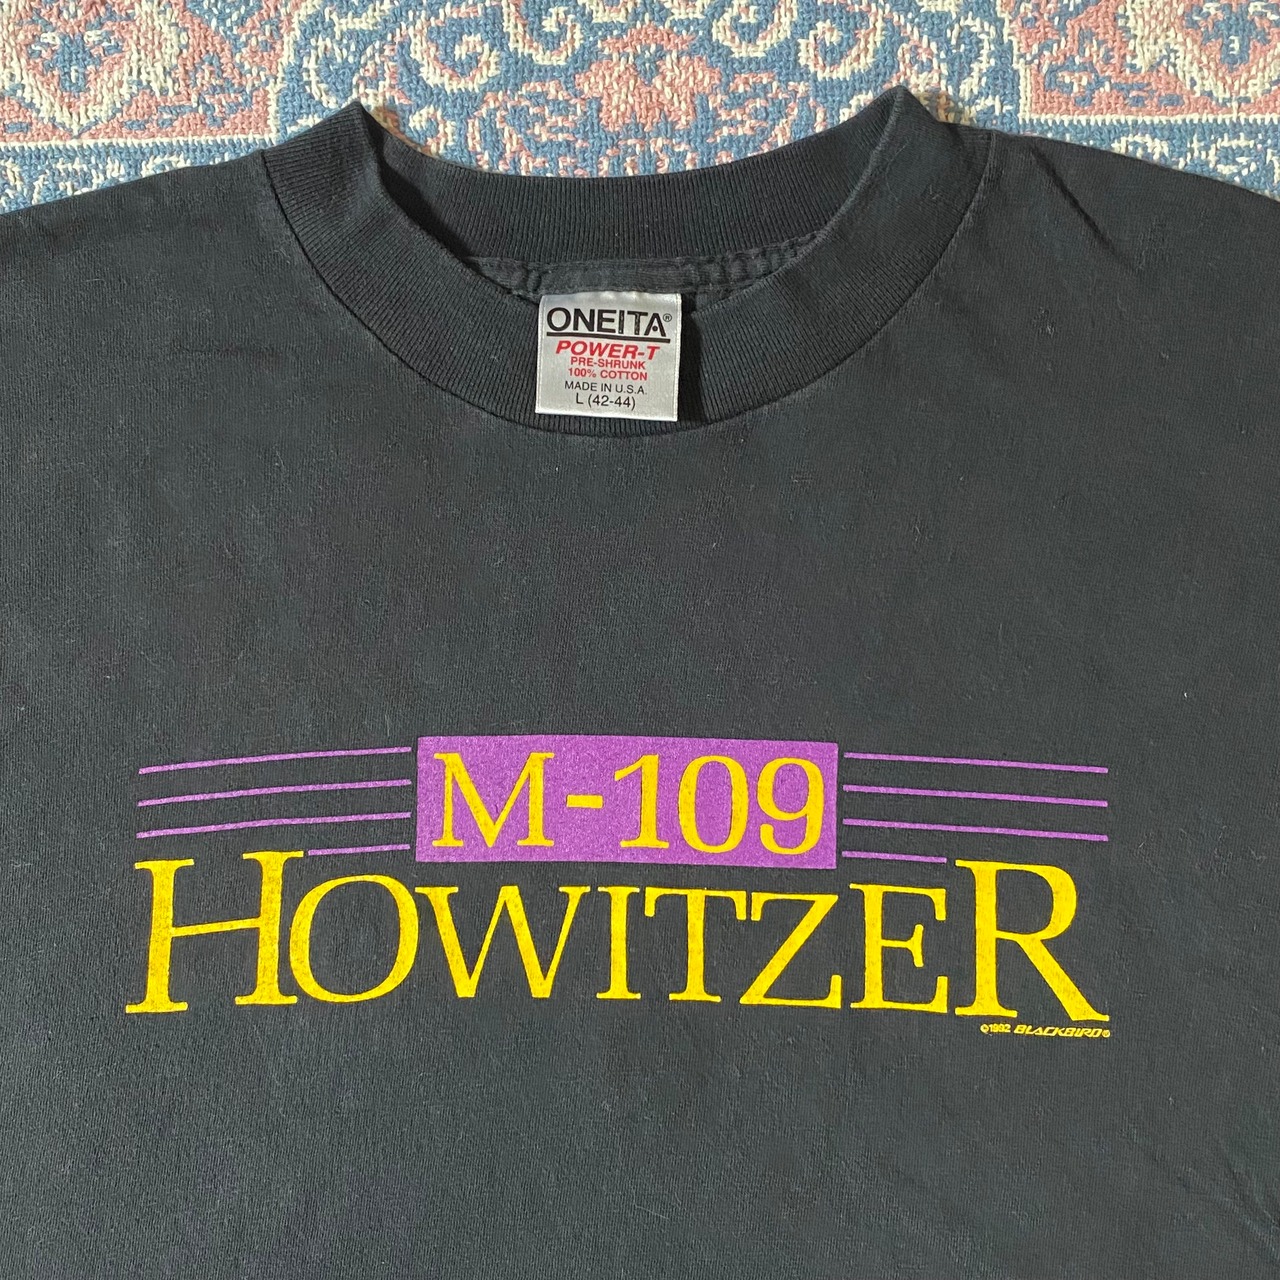 ONEITA®
POWER-T
PRE-SHRUNK
100% COTTON
MADE IN U.S.A.
L (42-44)
M-109
HOWITZER
©1992 BLACKBIRD®